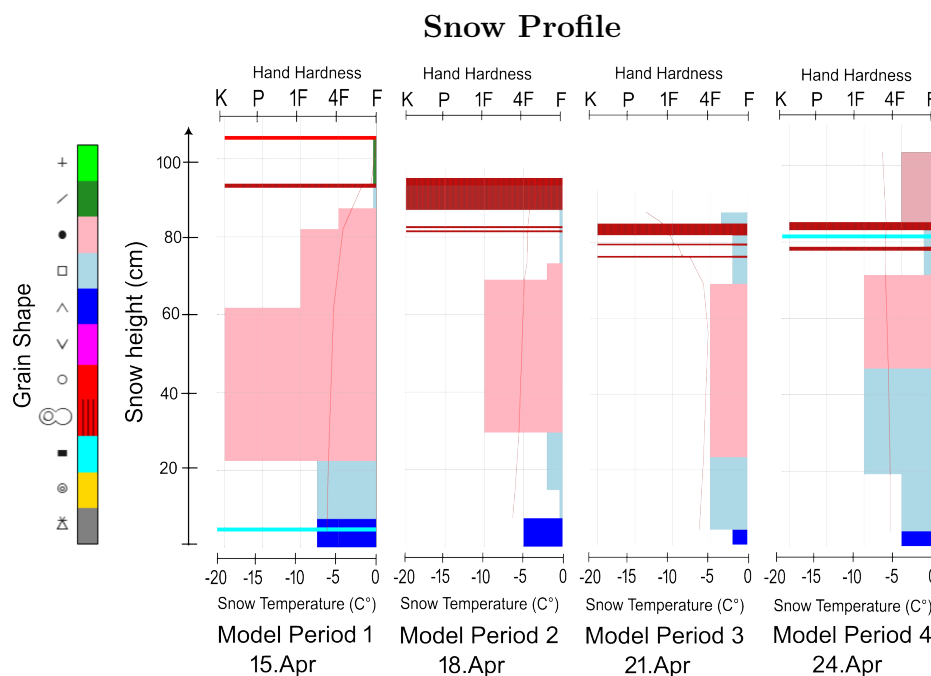 Snow Profile
Hand Hardness Hand Hardness Hand Hardness Hand Hardness
K P 1F 4F F K P 1F 4F F K P 1F 4F F K P 1F 4F F
100
80
60
40
20
Grain Shape
Snow height (cm)
-20 -15 -10 -5 0 -20 -15 -10 -5 0 -20 -15 -10 -5 0 -20 -15 -10 -5 0
Snow Temperature (C°) Snow Temperature (C°) Snow Temperature (C°) Snow Temperature (C°)
Model Period 1 Model Period 2 Model Period 3 Model Period 4
15.Apr 18.Apr 21.Apr 24.Apr